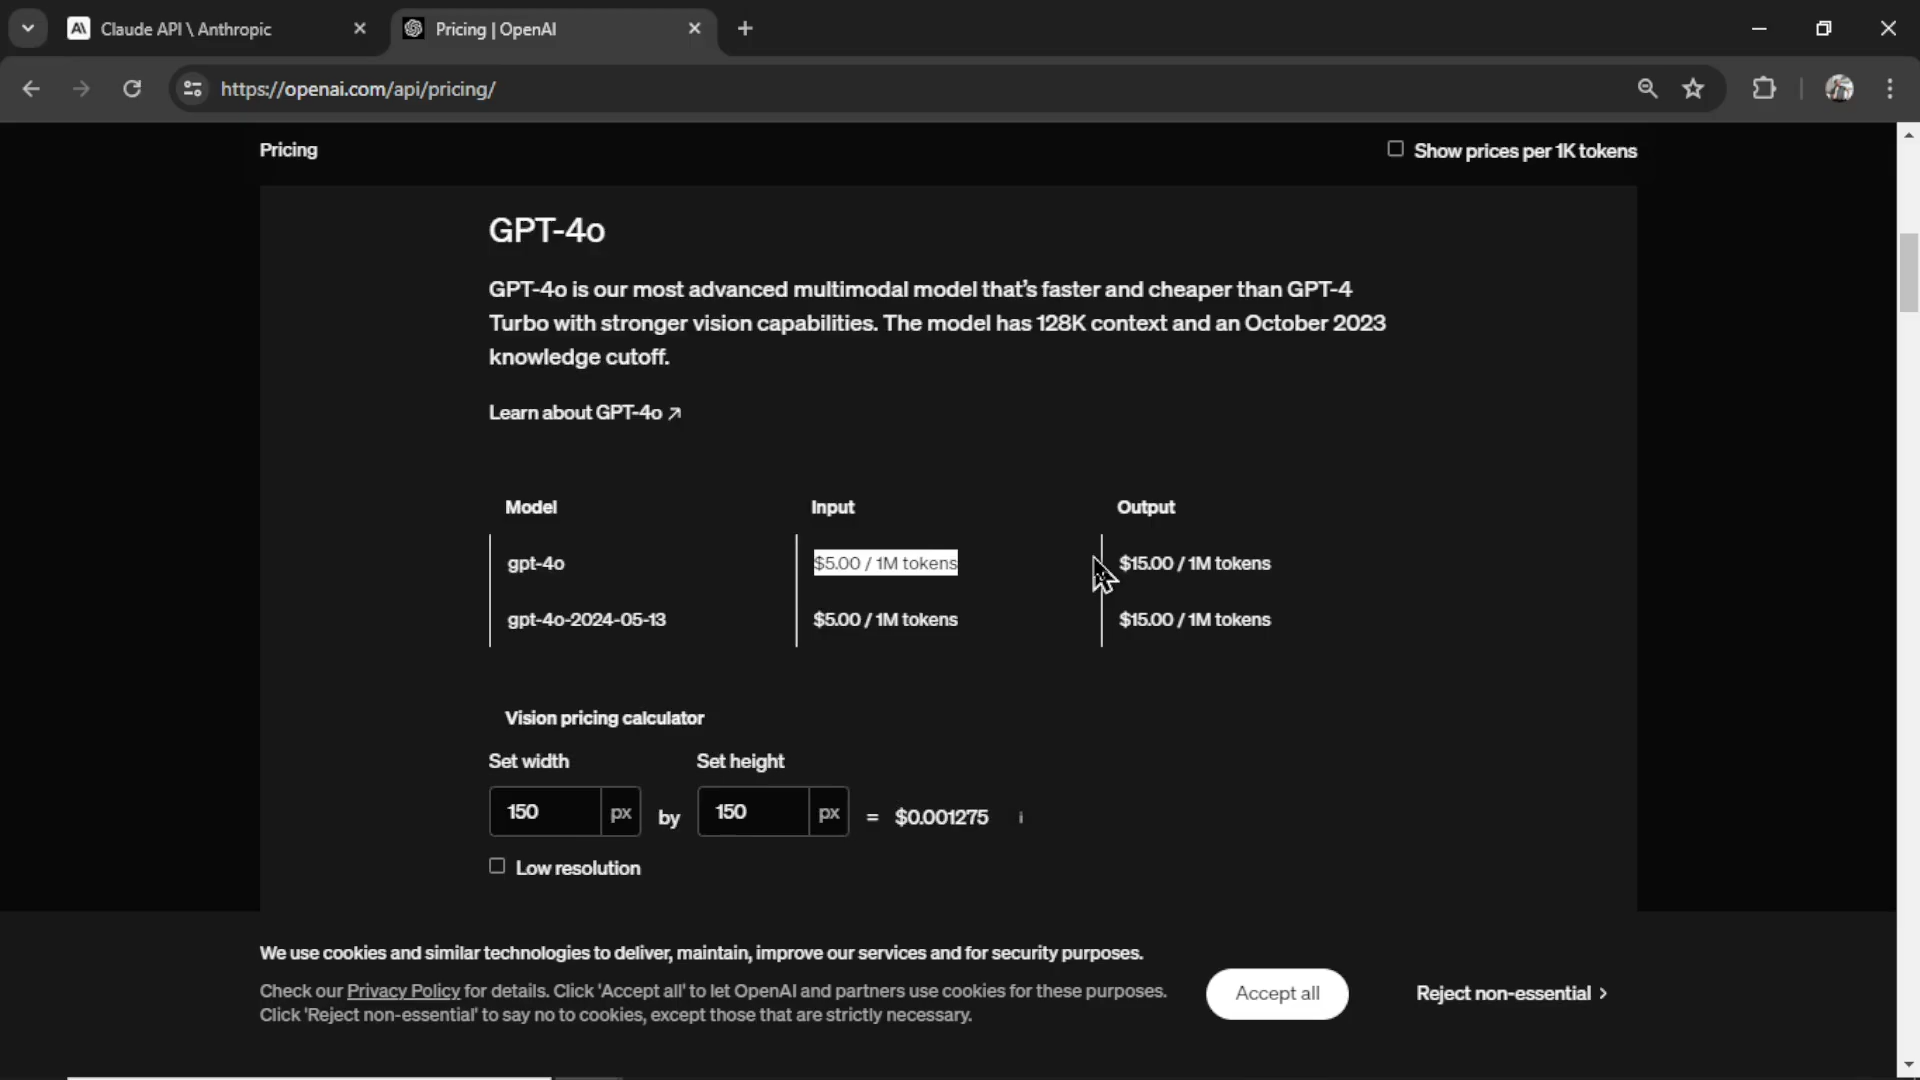 Claude API \ Anthropic
Pricing | OpenAI
https://openai.com/api/pricing/
Pricing
Show prices per 1K tokens
GPT-4o
GPT-4o is our most advanced multimodal model that's faster and cheaper than GPT-4
Turbo with stronger vision capabilities. The model has 128K context and an October 2023
knowledge cutoff.
Learn about GPT-4o ↗
Model Input Output
gpt-4o $5.00 / 1M tokens $15.00 / 1M tokens
gpt-4o-2024-05-13 $5.00 / 1M tokens $15.00 / 1M tokens
Vision pricing calculator
Set width Set height
150 px by 150 px = $0.001275 i
Low resolution
We use cookies and similar technologies to deliver, maintain, improve our services and for security purposes.
Check our Privacy Policy for details. Click 'Accept all' to let OpenAI and partners use cookies for these purposes.
Click 'Reject non-essential' to say no to cookies, except those that are strictly necessary.
Accept all
Reject non-essential >